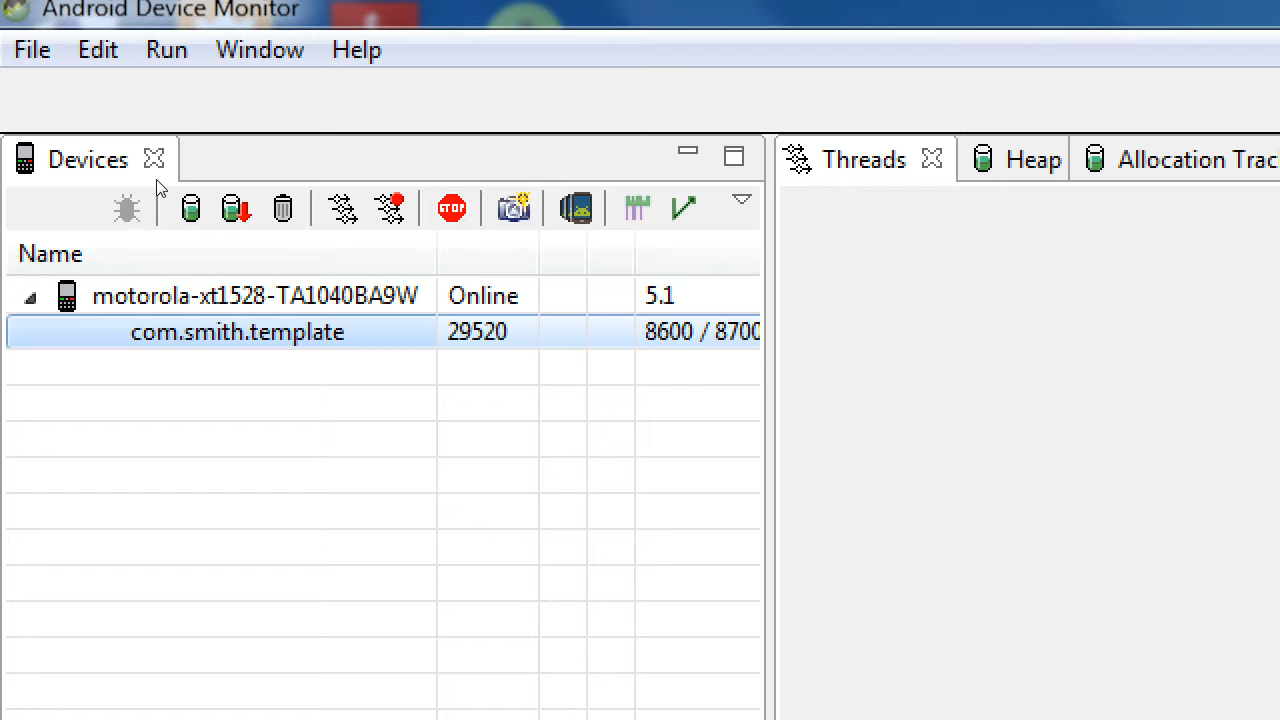 Android Device Monitor
File Edit Run Window Help
Devices Threads Heap Allocation Trac
STOP
Name
motorola-xt1528-TA1040BA9W Online 5.1
com.smith.template 29520 8600 / 8700